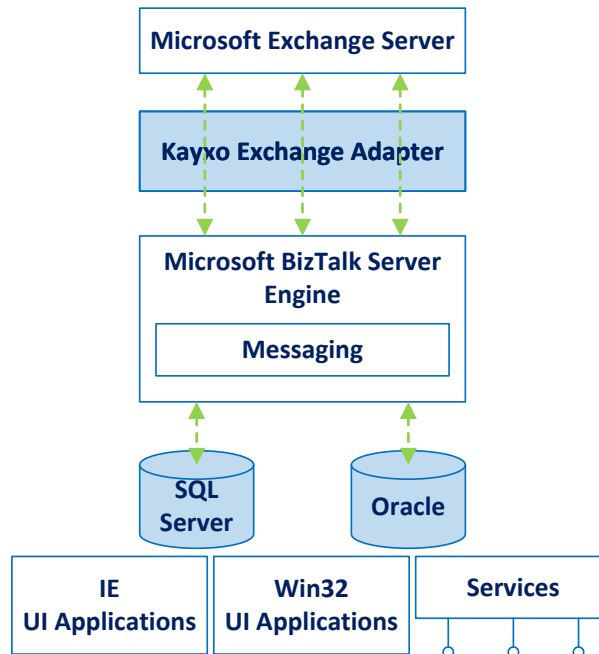 Microsoft Exchange Server
Kayxo Exchange Adapter
Microsoft BizTalk Server
Engine
Messaging
SQL
Server
Oracle
IE
UI Applications
Win32
UI Applications
Services